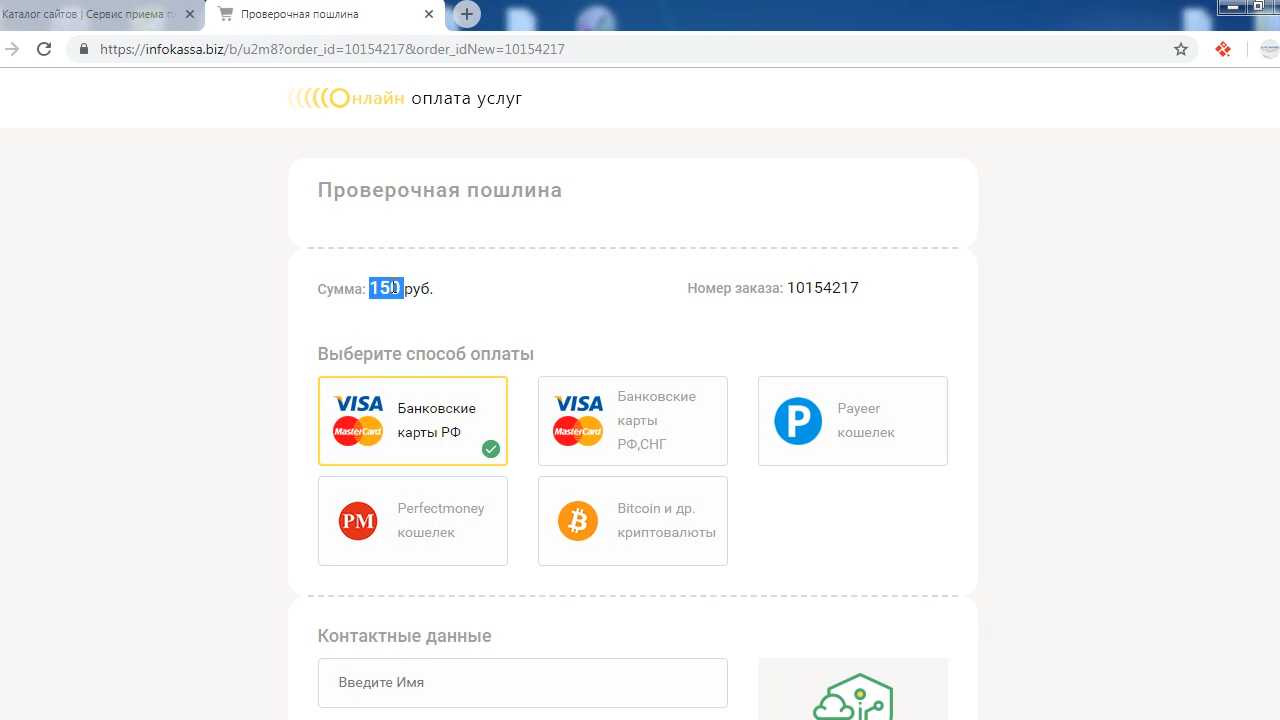 Каталог сайтов | Сервис приема п
Проверочная пошлина
https://infokassa.biz/b/u2m8?order_id=10154217&order_idNew=10154217
Онлайн оплата услуг
Проверочная пошлина
Сумма: 150 руб.
Номер заказа: 10154217
Выберите способ оплаты
VISA
MasterCard
Банковские
карты РФ
VISA
MasterCard
Банковские
карты
РФ,СНГ
P
Payeer
кошелек
PM
Perfectmoney
кошелек
Bitcoin и др.
криптовалюты
Контактные данные
Введите Имя